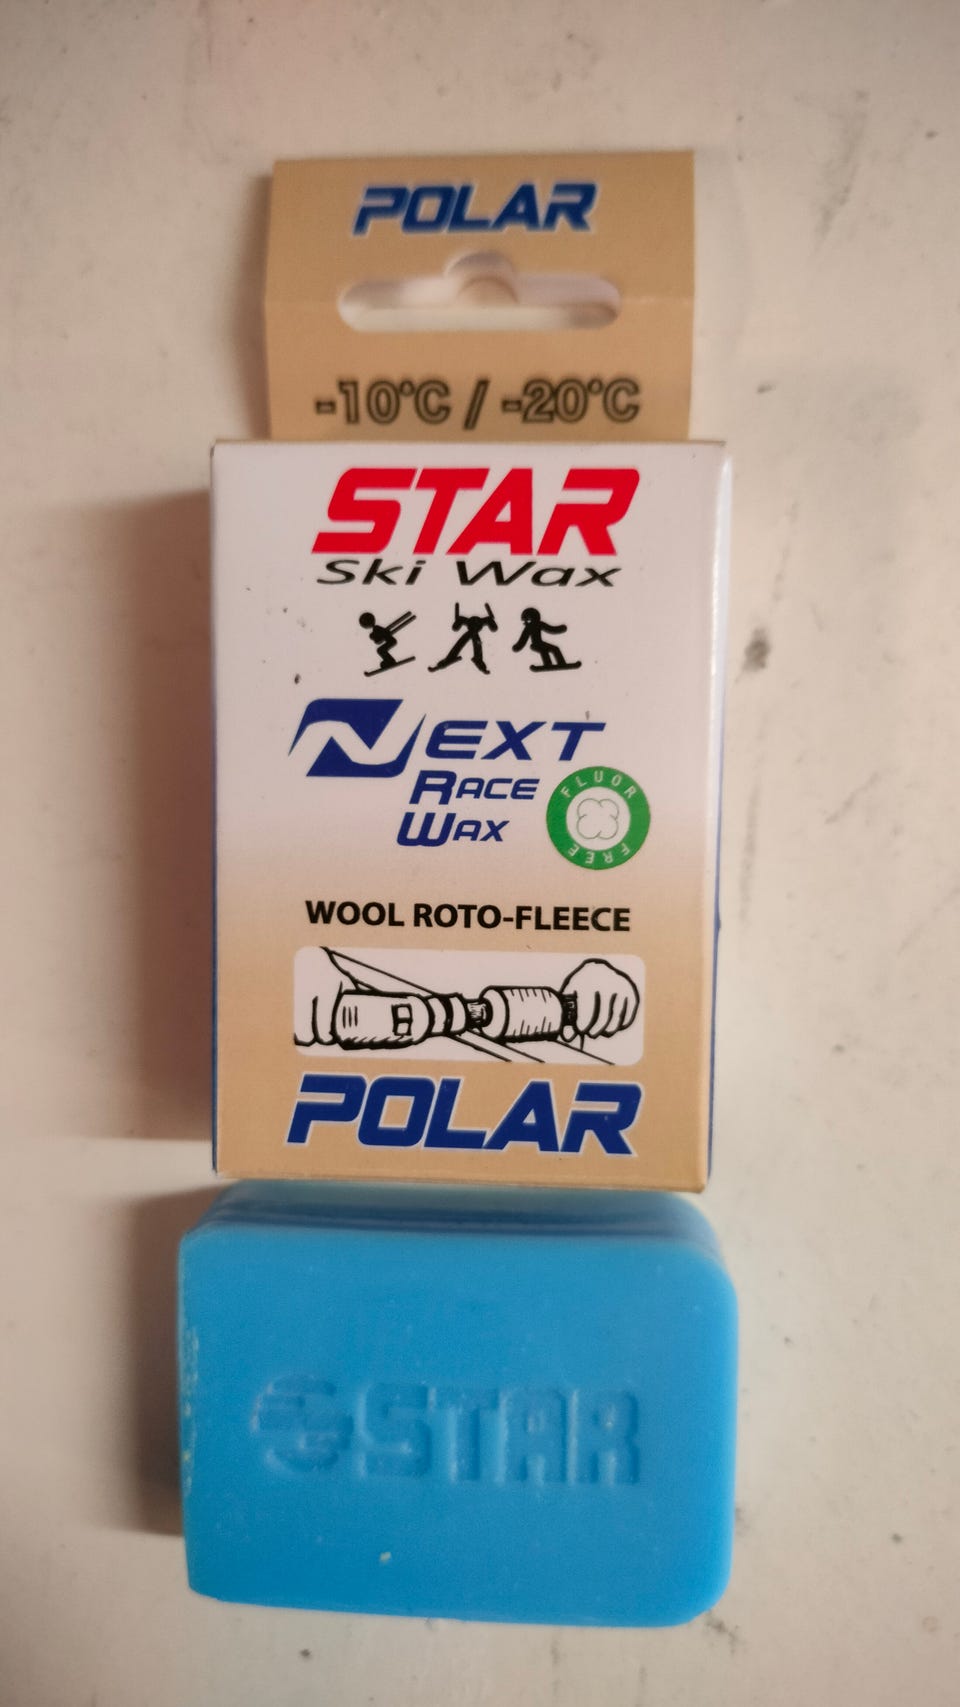 POLAR
-10°C / -20°C
STAR
Ski Wax
NEXT
RACE
WAX
FLUOR
FREE
WOOL ROTO-FLEECE
POLAR
STAR